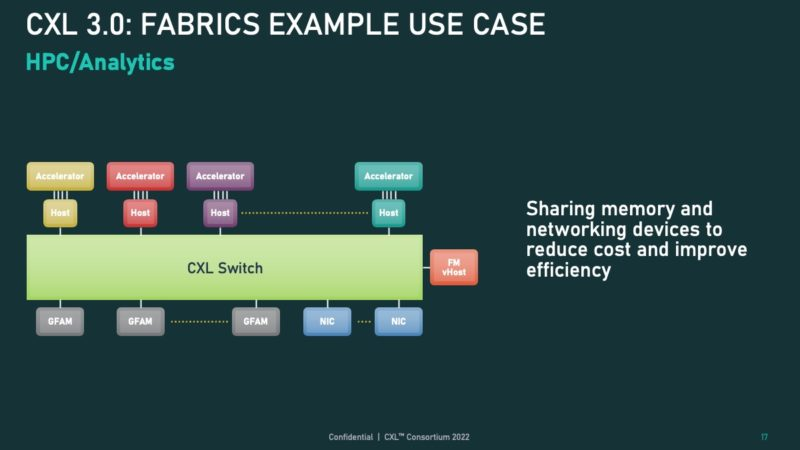 CXL 3.0: FABRICS EXAMPLE USE CASE
HPC/Analytics
Accelerator
Accelerator
Accelerator
Accelerator
Host
Host
Host
Host
CXL Switch
FM
vHost
GFAM
GFAM
GFAM
NIC
NIC
Sharing memory and
networking devices to
reduce cost and improve
efficiency
Confidential | CXL™ Consortium 2022
17